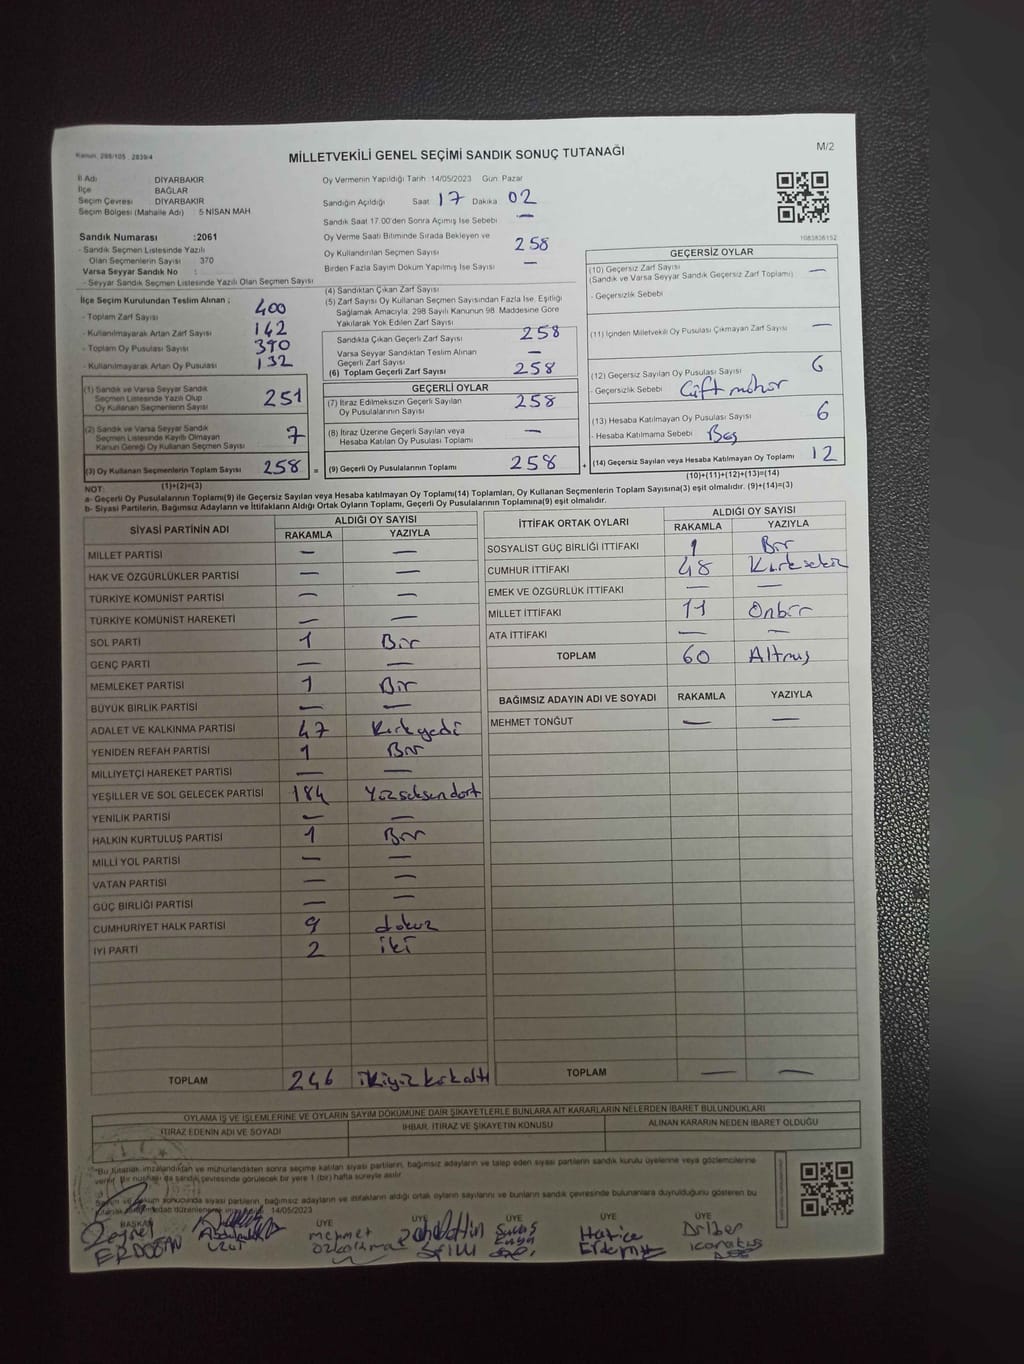 M/2
MİLLETVEKİLİ GENEL SEÇİMİ SANDIK SONUÇ TUTANAĞI
İl Adı : DİYARBAKIR
İlçe : BAĞLAR
Seçim Çevresi : DİYARBAKIR
Seçim Bölgesi (Mahalle Adı) : 5 NİSAN MAH
Sandık Numarası :2061
- Sandık Seçmen Listesinde Yazılı
Olan Seçmenlerin Sayısı : 370
Varsa Seyyar Sandık No :
- Seyyar Sandık Seçmen Listesinde Yazılı Olan Seçmen Sayısı
Oy Vermenin Yapıldığı Tarih :14/05/2023 Gün: Pazar
Sandığın Açıldığı Saat 17 Dakika 02
Sandık Saat 17.00'den Sonra Açılmış İse Sebebi —
Oy Verme Saati Bitiminde Sırada Bekleyen ve
Oy Kullandırılan Seçmen Sayısı 258
Birden Fazla Sayım Döküm Yapılmış İse Sayısı —
1083836152
İlçe Seçim Kurulundan Teslim Alınan ;
- Toplam Zarf Sayısı 400
- Kullanılmayarak Artan Zarf Sayısı 142
- Toplam Oy Pusulası Sayısı 390
- Kullanılmayarak Artan Oy Pusulası 132
(1) Sandık ve Varsa Seyyar Sandık
Seçmen Listesinde Yazılı Olup
Oy Kullanan Seçmenlerin Sayısı 251
(2) Sandık ve Varsa Seyyar Sandık
Seçmen Listesinde Kayıtlı Olmayan
Kanun Gereği Oy Kullanan Seçmen Sayısı 7
(3) Oy Kullanan Seçmenlerin Toplam Sayısı 258
(1)+(2)=(3)
(4) Sandıktan Çıkan Zarf Sayısı
(5) Zarf Sayısı Oy Kullanan Seçmen Sayısından Fazla İse, Eşitliği
Sağlamak Amacıyla; 298 Sayılı Kanunun 98. Maddesine Göre
Yakılarak Yok Edilen Zarf Sayısı
Sandıkta Çıkan Geçerli Zarf Sayısı 258
Varsa Seyyar Sandıktan Teslim Alınan
Geçerli Zarf Sayısı —
(6) Toplam Geçerli Zarf Sayısı 258
GEÇERLİ OYLAR
(7) İtiraz Edilmeksizin Geçerli Sayılan
Oy Pusulalarının Sayısı 258
(8) İtiraz Üzerine Geçerli Sayılan veya
Hesaba Katılan Oy Pusulası Toplamı —
= (9) Geçerli Oy Pusulalarının Toplamı 258
GEÇERSİZ OYLAR
(10) Geçersiz Zarf Sayısı
(Sandık ve Varsa Seyyar Sandık Geçersiz Zarf Toplamı) —
- Geçersizlik Sebebi
(11) İçinden Milletvekili Oy Pusulası Çıkmayan Zarf Sayısı —
(12) Geçersiz Sayılan Oy Pusulası Sayısı 6
- Geçersizlik Sebebi Çift mühür
(13) Hesaba Katılmayan Oy Pusulası Sayısı 6
- Hesaba Katılmama Sebebi Boş
+ (14) Geçersiz Sayılan veya Hesaba Katılmayan Oy Toplamı 12
(10)+(11)+(12)+(13)=(14)
NOT:
a- Geçerli Oy Pusulalarının Toplamı(9) ile Geçersiz Sayılan veya Hesaba katılmayan Oy Toplamı(14) Toplamları, Oy Kullanan Seçmenlerin Toplam Sayısına(3) eşit olmalıdır. (9)+(14)=(3)
b- Siyasi Partilerin, Bağımsız Adayların ve İttifakların Aldığı Ortak Oyların Toplamı, Geçerli Oy Pusulalarının Toplamına(9) eşit olmalıdır.
SİYASİ PARTİNİN ADI ALDIĞI OY SAYISI
RAKAMLA YAZIYLA
MİLLET PARTİSİ — —
HAK VE ÖZGÜRLÜKLER PARTİSİ — —
TÜRKİYE KOMÜNİST PARTİSİ — —
TÜRKİYE KOMÜNİST HAREKETİ — —
SOL PARTİ 1 Bir
GENÇ PARTİ — —
MEMLEKET PARTİSİ 1 Bir
BÜYÜK BİRLİK PARTİSİ — —
ADALET VE KALKINMA PARTİSİ 47 Kırkyedi
YENİDEN REFAH PARTİSİ 1 Bir
MİLLİYETÇİ HAREKET PARTİSİ — —
YEŞİLLER VE SOL GELECEK PARTİSİ 184 Yüzseksendört
YENİLİK PARTİSİ — —
HALKIN KURTULUŞ PARTİSİ 1 Bir
MİLLİ YOL PARTİSİ — —
VATAN PARTİSİ — —
GÜÇ BİRLİĞİ PARTİSİ — —
CUMHURİYET HALK PARTİSİ 9 dokuz
İYİ PARTİ 2 iki
TOPLAM 246 ikiyüzkırkaltı
İTTİFAK ORTAK OYLARI ALDIĞI OY SAYISI
RAKAMLA YAZIYLA
SOSYALİST GÜÇ BİRLİĞİ İTTİFAKI 1 Bir
CUMHUR İTTİFAKI 48 Kırksekiz
EMEK VE ÖZGÜRLÜK İTTİFAKI — —
MİLLET İTTİFAKI 11 Onbir
ATA İTTİFAKI — —
TOPLAM 60 Altmış
BAĞIMSIZ ADAYIN ADI VE SOYADI RAKAMLA YAZIYLA
MEHMET TONĞUT — —
TOPLAM — —
OYLAMA İŞ VE İŞLEMLERİNE VE OYLARIN SAYIM DÖKÜMÜNE DAİR ŞİKAYETLERLE BUNLARA AİT KARARLARIN NELERDEN İBARET BULUNDUKLARI
İTİRAZ EDENİN ADI VE SOYADI İHBAR, İTİRAZ VE ŞİKAYETİN KONUSU ALINAN KARARIN NEDEN İBARET OLDUĞU
"Bu tutanak imzalandıktan ve mühürlendikten sonra seçime katılan siyasi partilerin, bağımsız adayların ve talep eden siyasi partilerin sandık kurulu üyelerine veya gözlemcilerine
verilir. Bir nüshası da sandık çevresinde görülecek bir yere 1 (bir) hafta süreyle asılır
döküm sonucunda siyasi partilerin, bağımsız adayların ve ittifakların aldığı ortak oyların sayılarını ve bunların sandık çevresinde bulunanlara duyurulduğunu gösteren bu
tutanak düzenlenerek 14/05/2023
BAŞKAN ÜYE ÜYE ÜYE ÜYE ÜYE
Zeynel ERDOĞAN
Mehmet
Hatice Erdem